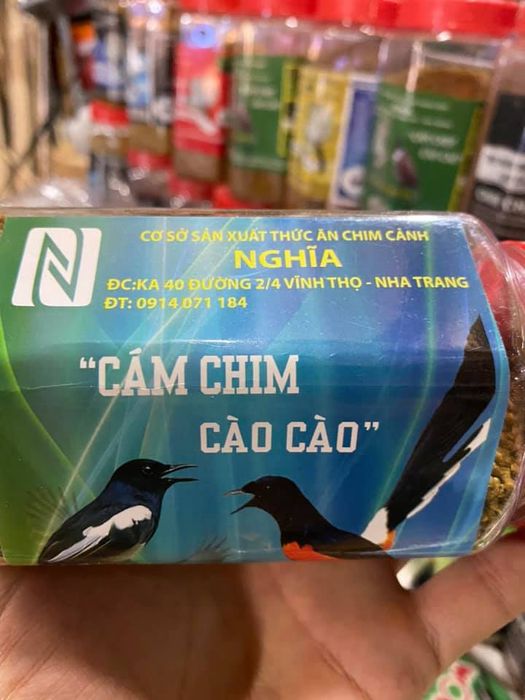 CƠ SỞ SẢN XUẤT THỨC ĂN CHIM CẢNH
NGHĨA
ĐC:KA 40 ĐƯỜNG 2/4 VĨNH THỌ - NHA TRANG
ĐT: 0914 071 184
“CÁM CHIM
CÀO CÀO”